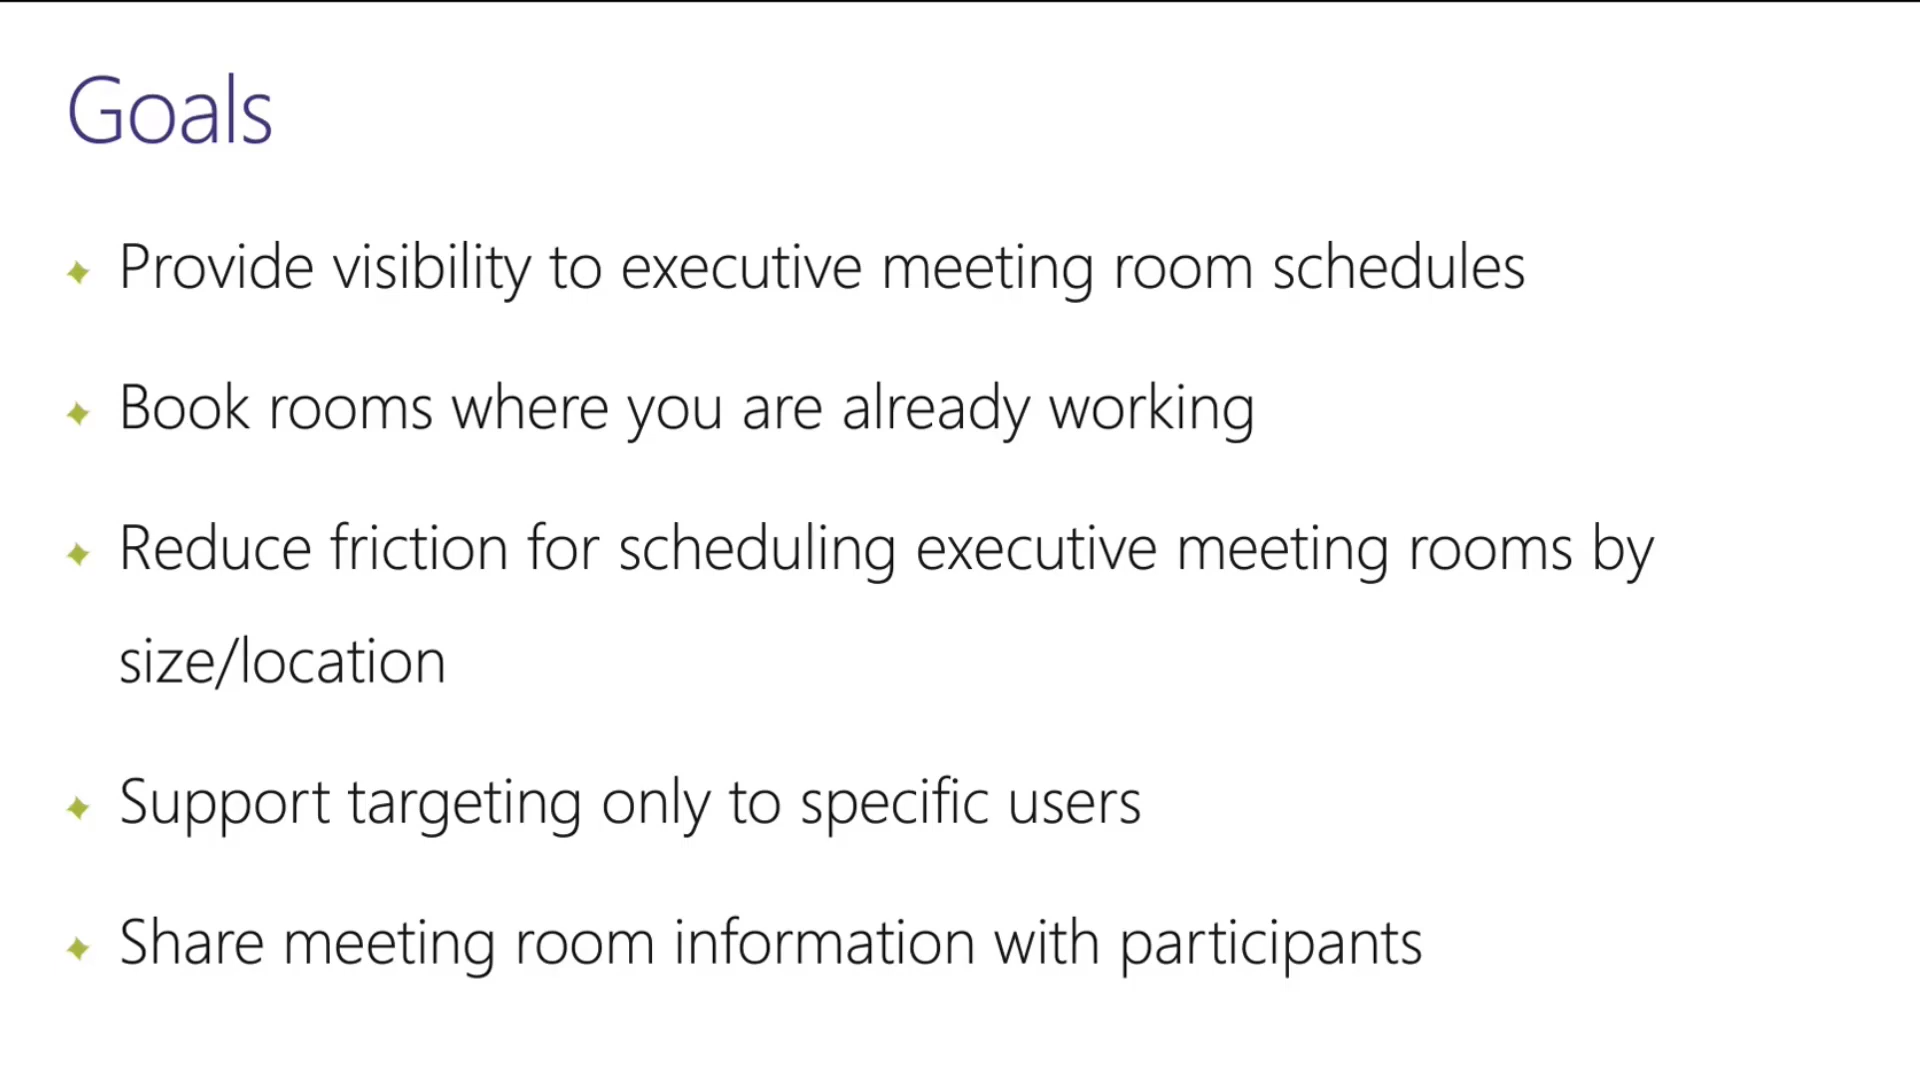 Goals
Provide visibility to executive meeting room schedules
Book rooms where you are already working
Reduce friction for scheduling executive meeting rooms by
size/location
Support targeting only to specific users
Share meeting room information with participants